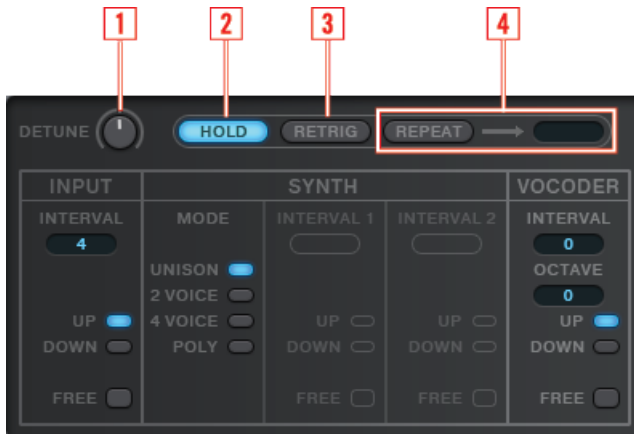 1 2 3 4
DETUNE HOLD RETRIG REPEAT
INPUT SYNTH VOCODER
INTERVAL MODE INTERVAL 1 INTERVAL 2 INTERVAL
4 0
UNISON OCTAVE
2 VOICE 0
UP 4 VOICE UP UP UP
DOWN POLY DOWN DOWN DOWN
FREE FREE FREE FREE